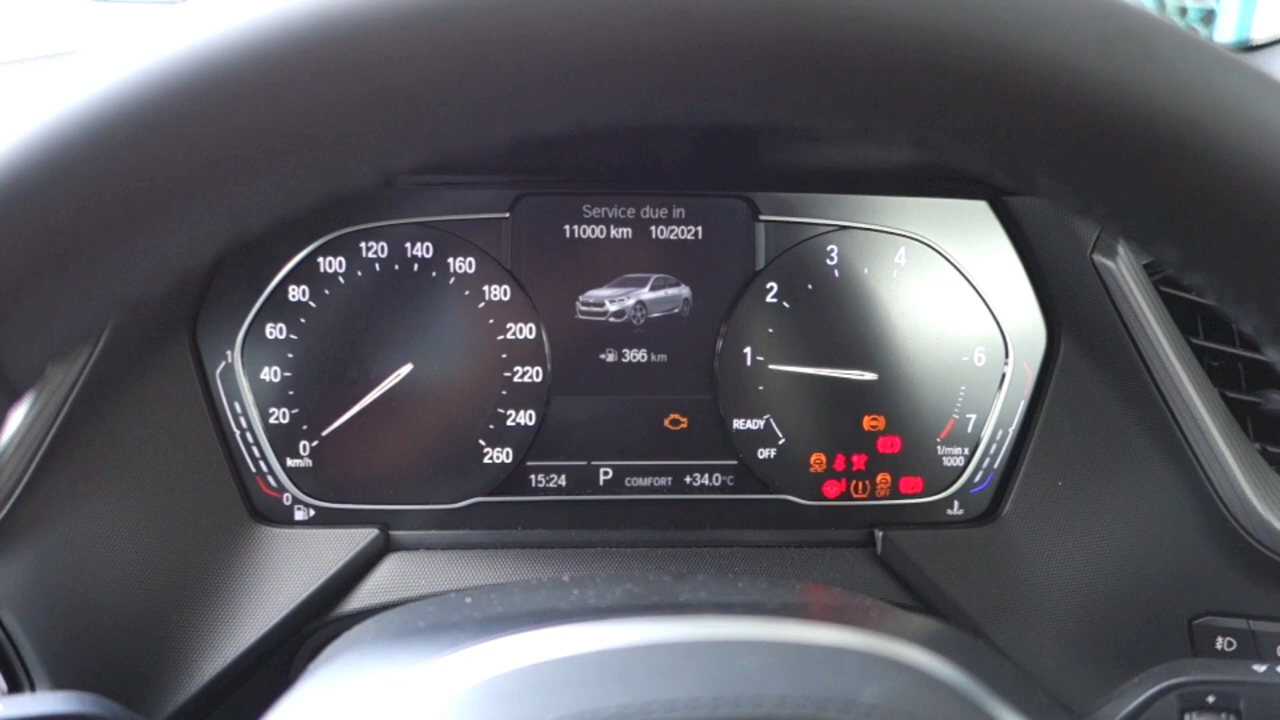 Service due in
11000 km 10/2021
366 km
15:24 P COMFORT +34.0°C
0
20
40
60
80
100
120
140
160
180
200
220
240
260
km/h
1
0
1
2
3
4
6
7
1/min x
1000
READY
OFF
OFF